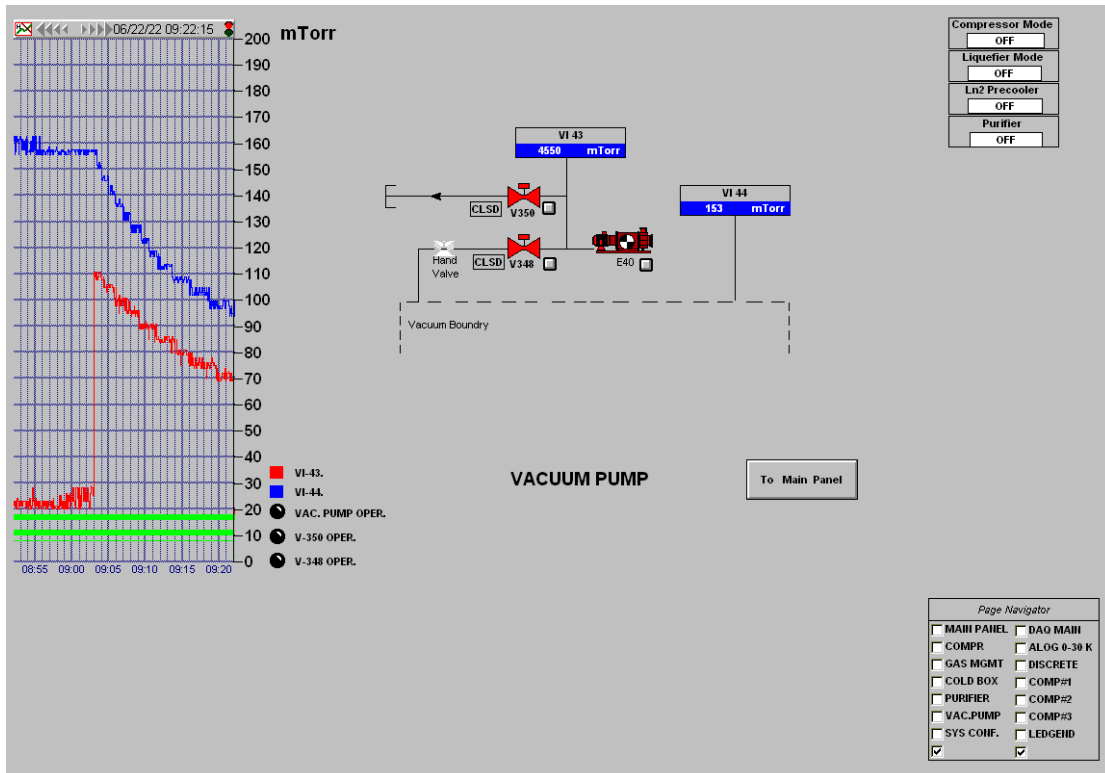 06/22/22 09:22:15
mTorr
200
190
180
170
160
150
140
130
120
110
100
90
80
70
60
50
40
30
20
10
0
08:55 09:00 09:05 09:10 09:15 09:20
VI-43.
VI-44.
VAC. PUMP OPER.
V-350 OPER.
V-348 OPER.
VI 43
4550 mTorr
VI 44
153 mTorr
CLSD V350
Hand
Valve
CLSD V348
E40
Vacuum Boundry
VACUUM PUMP
To Main Panel
Compressor Mode
OFF
Liquefier Mode
OFF
Ln2 Precooler
OFF
Purifier
OFF
Page Navigator
MAIN PANEL DAQ MAIN
COMPR ALOG 0-30 K
GAS MGMT DISCRETE
COLD BOX COMP#1
PURIFIER COMP#2
VAC.PUMP COMP#3
SYS CONF. LEDGEND